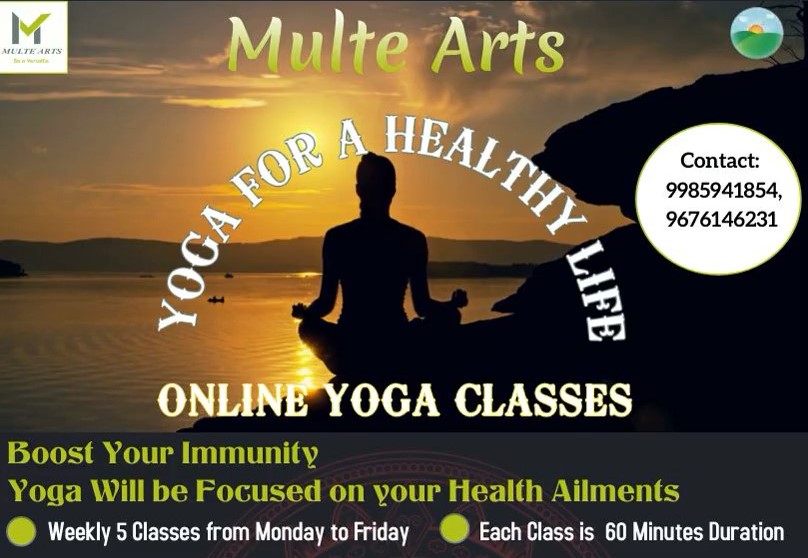 MULTE ARTS
Multe Arts
YOGA FOR A HEALTHY LIFE
Contact:
9985941854,
9676146231
ONLINE YOGA CLASSES
Boost Your Immunity
Yoga Will be Focused on your Health Ailments
Weekly 5 Classes from Monday to Friday
Each Class is 60 Minutes Duration